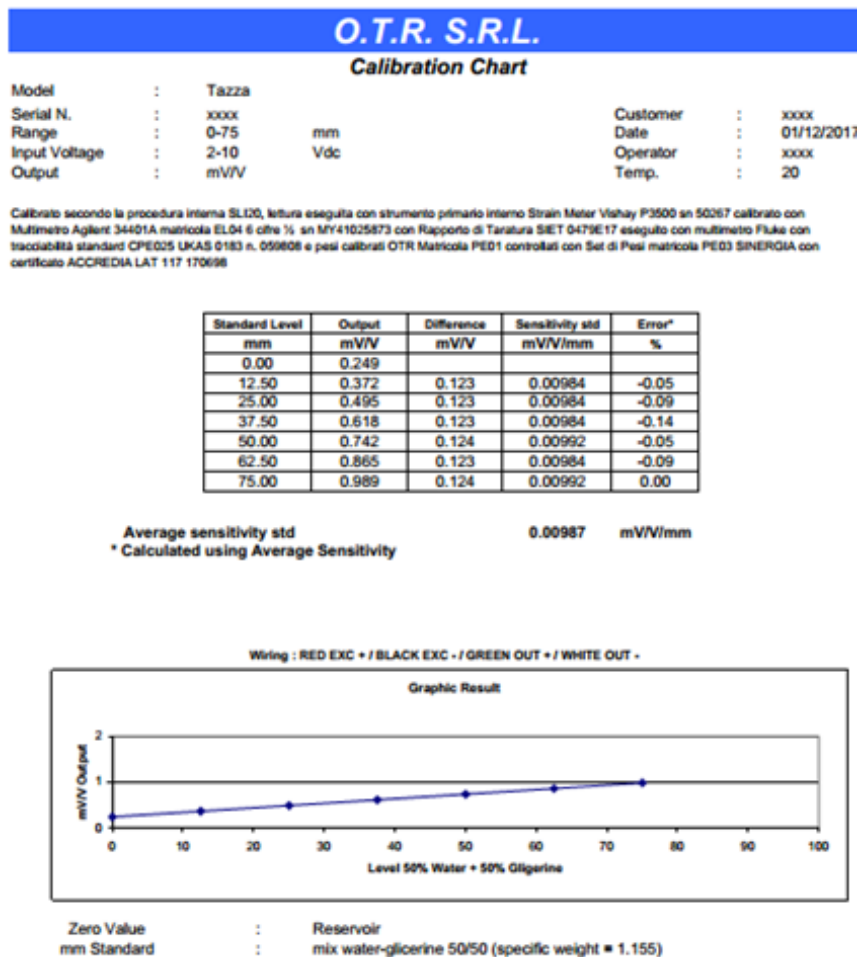 O.T.R. S.R.L.
Calibration Chart
Model : Tazza
Serial N. : xxxx Customer : xxxx
Range : 0-75 mm Date : 01/12/2017
Input Voltage : 2-10 Vdc Operator : xxxx
Output : mV/V Temp. : 20
Calibrato secondo la procedura interna SLI20, lettura eseguita con strumento primario interno Strain Meter Vishay P3500 sn 50267 calibrato con
Multimetro Agilent 34401A matricola EL04 6 cifre ½ sn MY41025873 con Rapporto di Taratura SIET 0479E17 eseguito con multimetro Fluke con
tracciabilità standard CPE025 UKAS 0183 n. 059808 e pesi calibrati OTR Matricola PE01 controllati con Set di Pesi matricola PE03 SINERGIA con
certificato ACCREDIA LAT 117 170698
Standard Level Output Difference Sensitivity std Error*
mm mV/V mV/V mV/V/mm %
0.00 0.249
12.50 0.372 0.123 0.00984 -0.05
25.00 0.495 0.123 0.00984 -0.09
37.50 0.618 0.123 0.00984 -0.14
50.00 0.742 0.124 0.00992 -0.05
62.50 0.865 0.123 0.00984 -0.09
75.00 0.989 0.124 0.00992 0.00
Average sensitivity std 0.00987 mV/V/mm
* Calculated using Average Sensitivity
Wiring : RED EXC + / BLACK EXC - / GREEN OUT + / WHITE OUT -
Graphic Result
mV/V Output
2
1
0
0 10 20 30 40 50 60 70 80 90 100
Level 50% Water + 50% Gligerine
Zero Value : Reservoir
mm Standard : mix water-glicerine 50/50 (specific weight = 1.155)